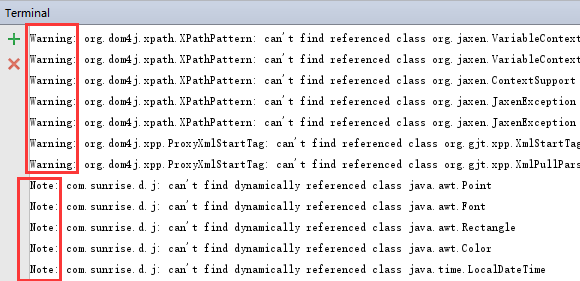 Terminal
Warning: org.dom4j.xpath.XPathPattern: can't find referenced class org.jaxen.VariableContext
Warning: org.dom4j.xpath.XPathPattern: can't find referenced class org.jaxen.VariableContext
Warning: org.dom4j.xpath.XPathPattern: can't find referenced class org.jaxen.ContextSupport
Warning: org.dom4j.xpath.XPathPattern: can't find referenced class org.jaxen.JaxenException
Warning: org.dom4j.xpath.XPathPattern: can't find referenced class org.jaxen.JaxenException
Warning: org.dom4j.xpp.ProxyXmlStartTag: can't find referenced class org.gjt.xpp.XmlStartTag
Warning: org.dom4j.xpp.ProxyXmlStartTag: can't find referenced class org.gjt.xpp.XmlPullPars
Note: com.sunrise.d.j: can't find dynamically referenced class java.awt.Point
Note: com.sunrise.d.j: can't find dynamically referenced class java.awt.Font
Note: com.sunrise.d.j: can't find dynamically referenced class java.awt.Rectangle
Note: com.sunrise.d.j: can't find dynamically referenced class java.awt.Color
Note: com.sunrise.d.j: can't find dynamically referenced class java.time.LocalDateTime